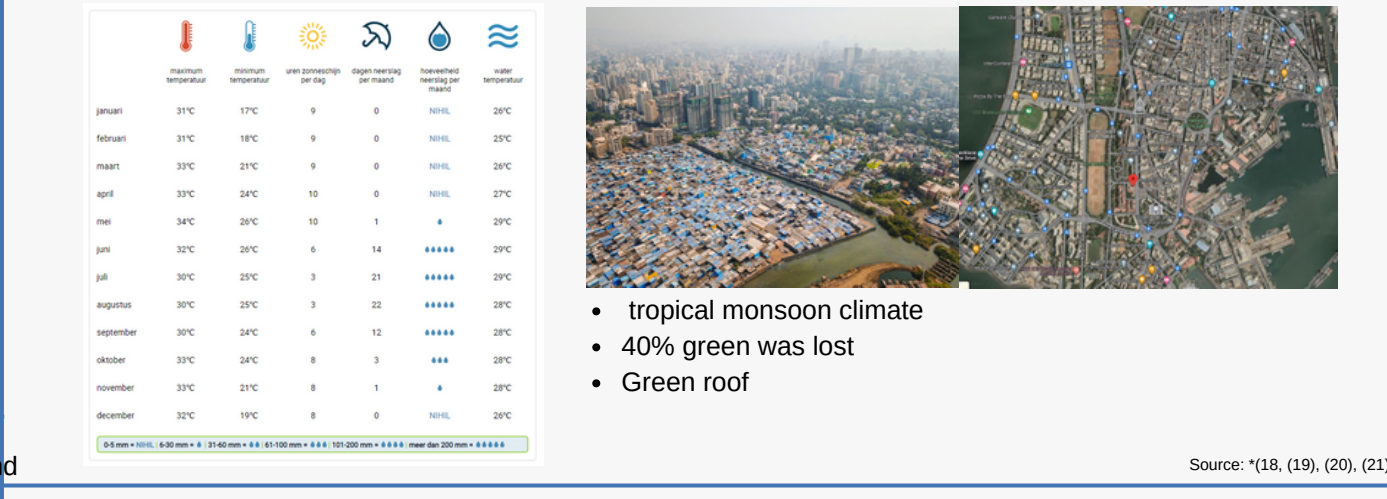 maximum temperatuur minimum temperatuur uren zonneschijn per dag dagen neerslag per maand hoeveelheid neerslag per maand water temperatuur
januari 31°C 17°C 9 0 NIHIL 26°C
februari 31°C 18°C 9 0 NIHIL 25°C
maart 33°C 21°C 9 0 NIHIL 26°C
april 33°C 24°C 10 0 NIHIL 27°C
mei 34°C 26°C 10 1 29°C
juni 32°C 26°C 6 14 29°C
juli 30°C 25°C 3 21 29°C
augustus 30°C 25°C 3 22 28°C
september 30°C 24°C 6 12 28°C
oktober 33°C 24°C 8 3 28°C
november 33°C 21°C 8 1 28°C
december 32°C 19°C 8 0 NIHIL 26°C
0-5 mm = NIHIL | 6-30 mm = | 31-60 mm = | 61-100 mm = | 101-200 mm = | meer dan 200 mm =
• tropical monsoon climate
• 40% green was lost
• Green roof
nd
Source: *(18, (19), (20), (21)